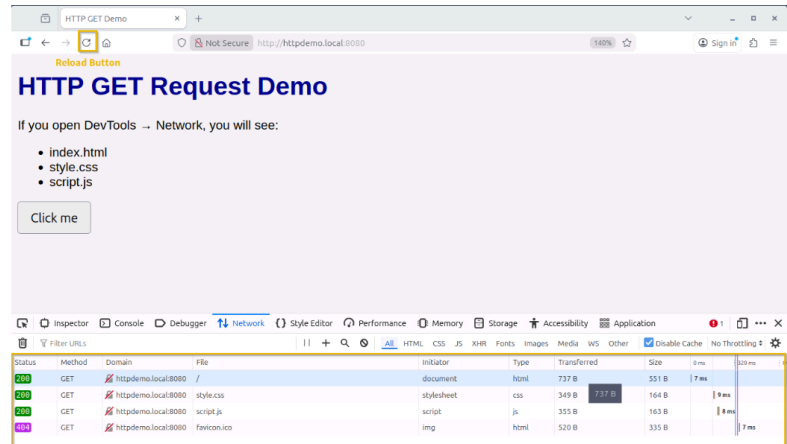 HTTP GET Demo
Not Secure http://httpdemo.local:8080 140% Sign in
Reload Button
HTTP GET Request Demo
If you open DevTools → Network, you will see:
• index.html
• style.css
• script.js
Click me
Inspector Console Debugger Network Style Editor Performance Memory Storage Accessibility Application 1
Filter URLs All HTML CSS JS XHR Fonts Images Media WS Other Disable Cache No Throttling
Status Method Domain File Initiator Type Transferred Size 0 ms 320 ms
200 GET httpdemo.local:8080 / document html 737 B 551 B 7 ms
200 GET httpdemo.local:8080 style.css stylesheet css 349 B 737 B 164 B 9 ms
200 GET httpdemo.local:8080 script.js script js 355 B 163 B 8 ms
404 GET httpdemo.local:8080 favicon.ico img html 520 B 335 B 7 ms